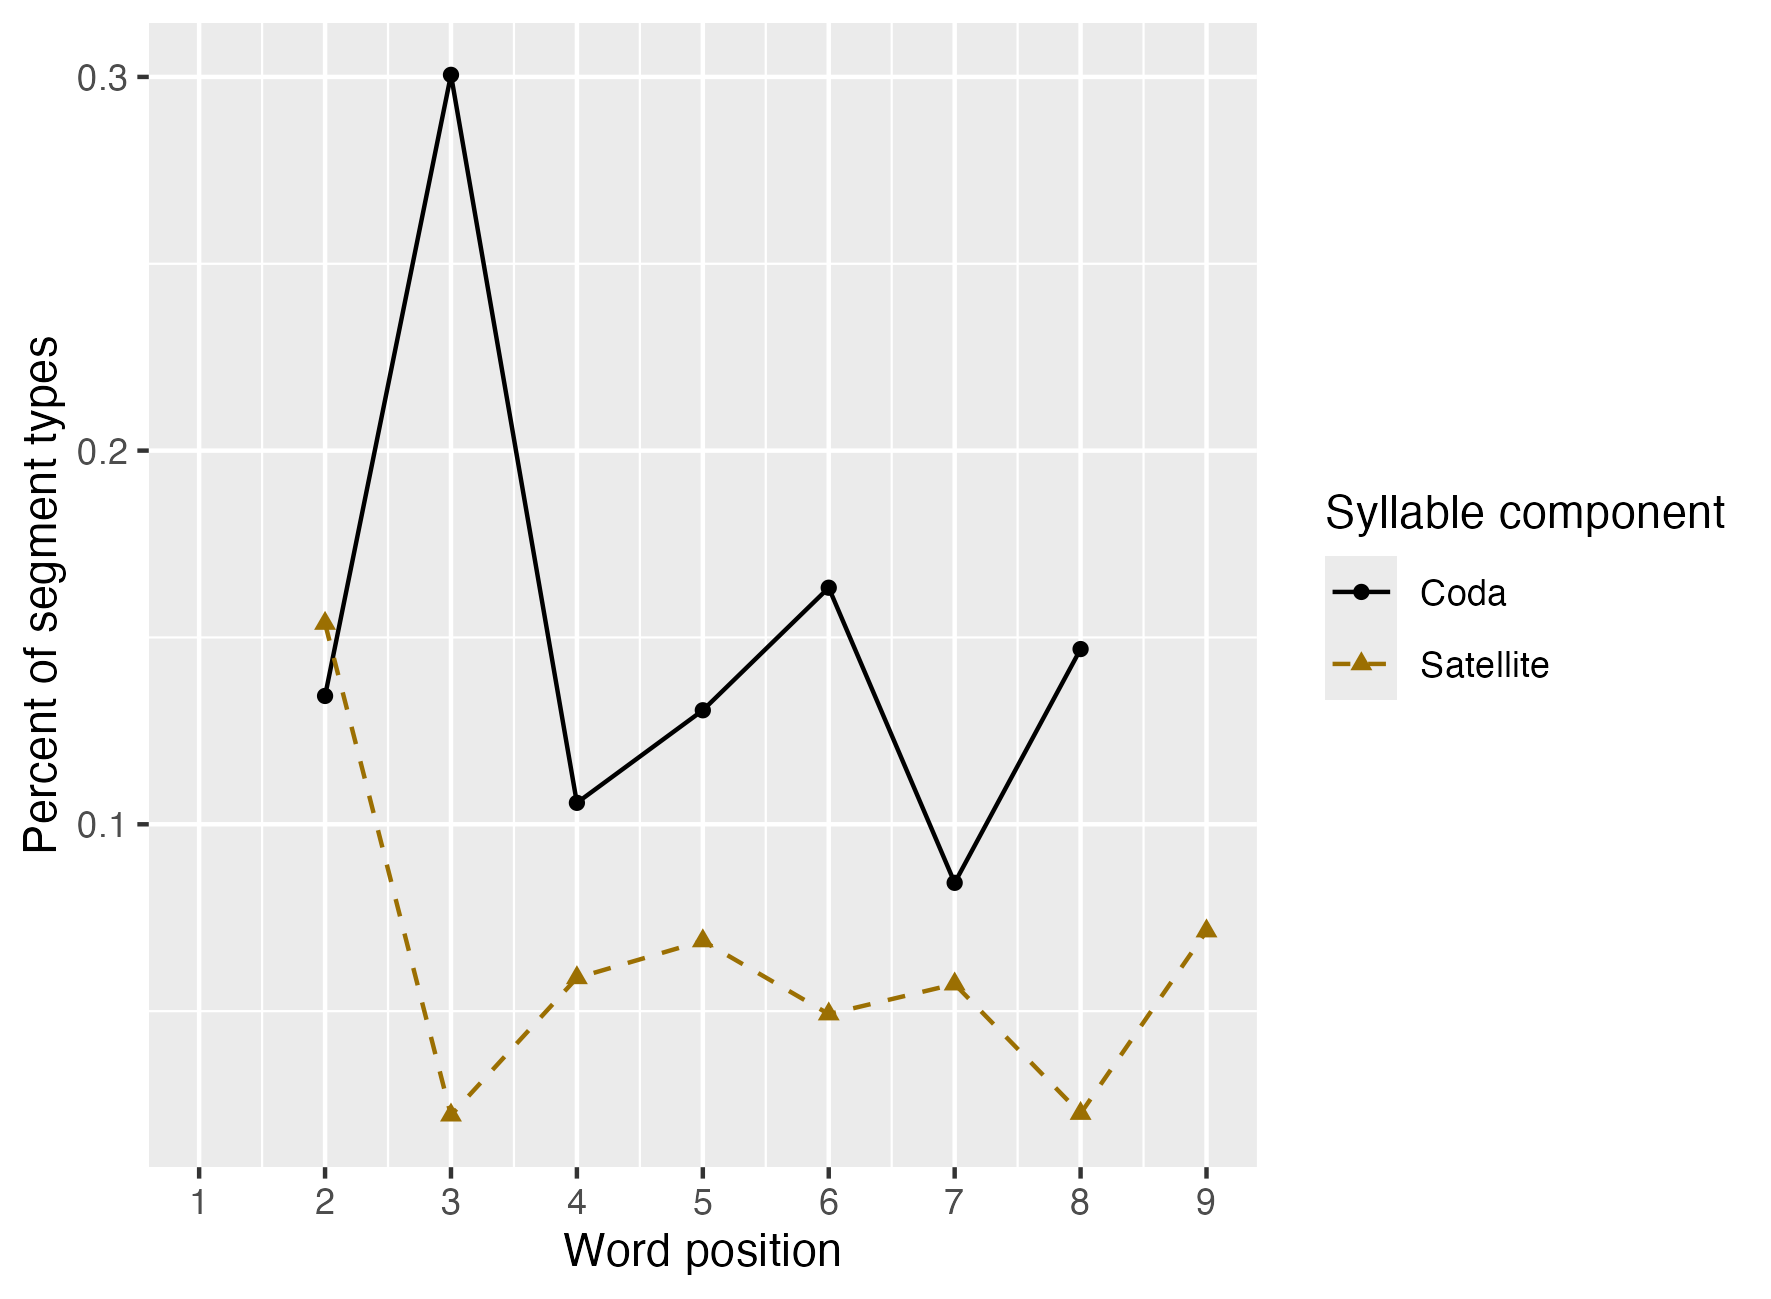 0.3
0.2
0.1
Percent of segment types
1 2 3 4 5 6 7 8 9
Word position
Syllable component
Coda
Satellite